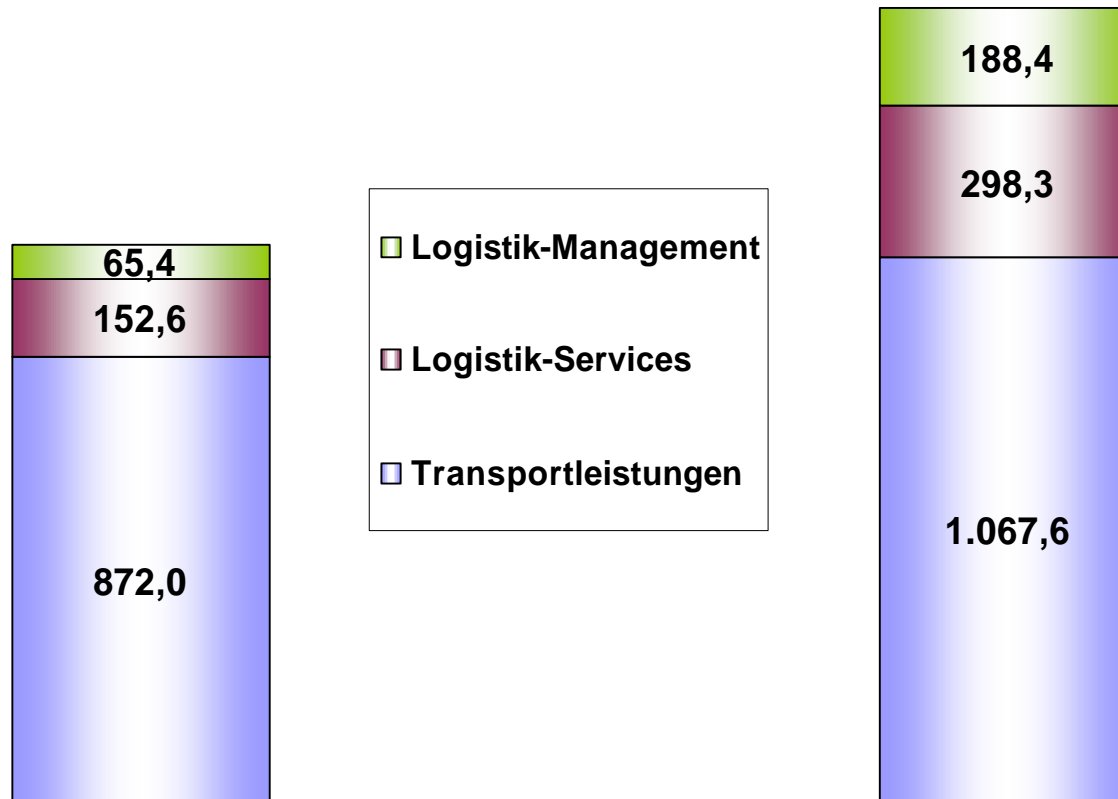 65,4
152,6
872,0
Logistik-Management
Logistik-Services
Transportleistungen
188,4
298,3
1.067,6